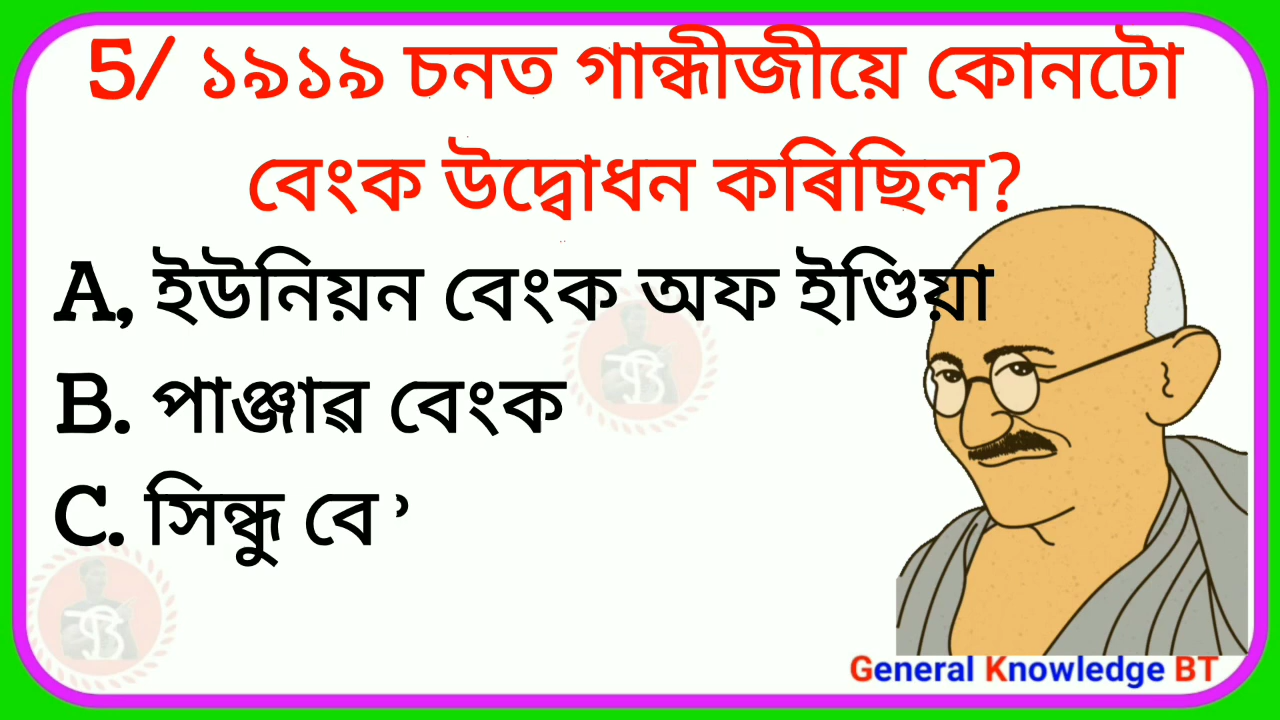 5/ ১৯১৯ চনত গান্ধীজীয়ে কোনটো
বেংক উদ্বোধন কৰিছিল?
A, ইউনিয়ন বেংক অফ ইণ্ডিয়া
B. পাঞ্জাৱ বেংক
C. সিন্ধু বে
General Knowledge BT